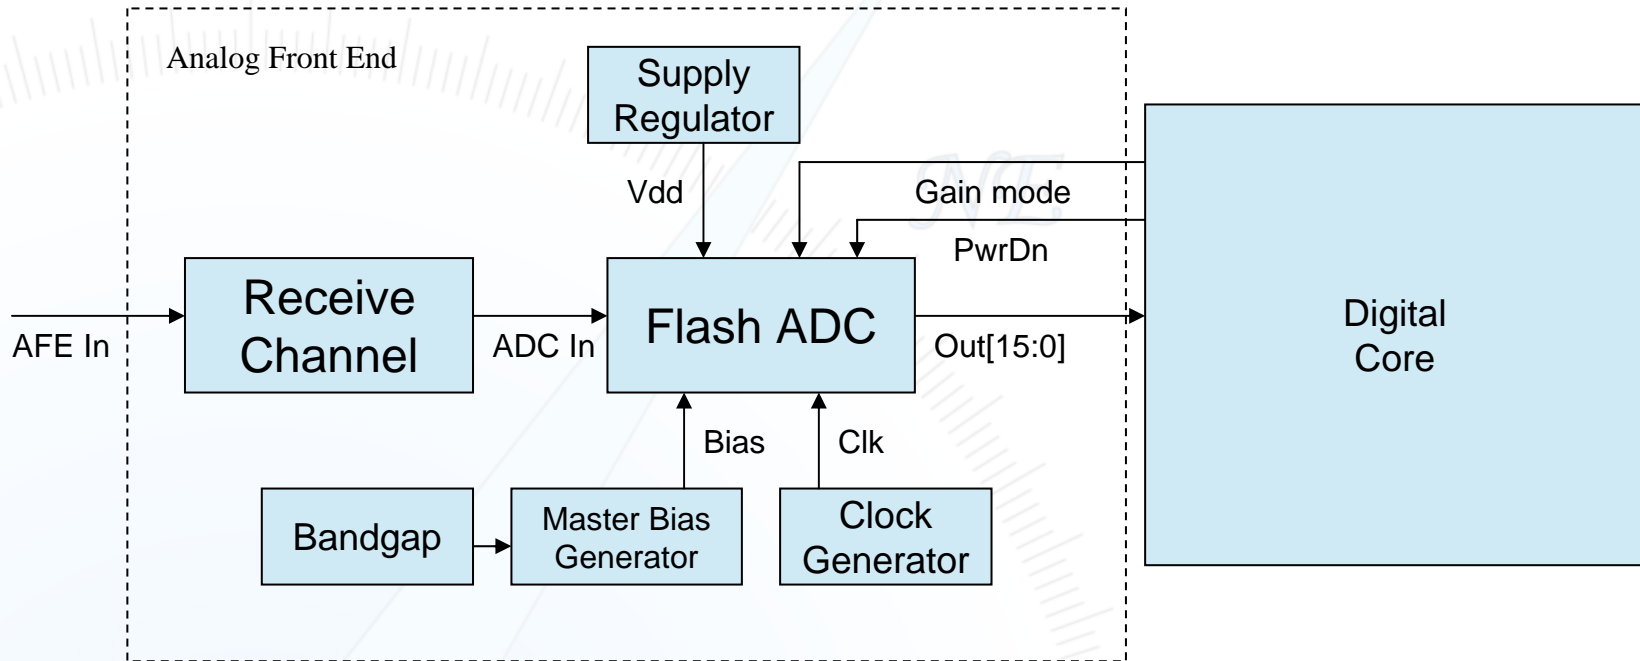 Analog Front End
Supply
Regulator
Vdd
Gain mode
PwrDn
NE
AFE In
Receive
Channel
ADC In
Flash ADC
Out[15:0]
Digital
Core
Bias
Clk
Bandgap
Master Bias
Generator
Clock
Generator